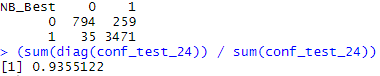 NB_Best    0    1
      0  794  259
      1   35 3471
> (sum(diag(conf_test_24)) / sum(conf_test_24))
[1] 0.9355122